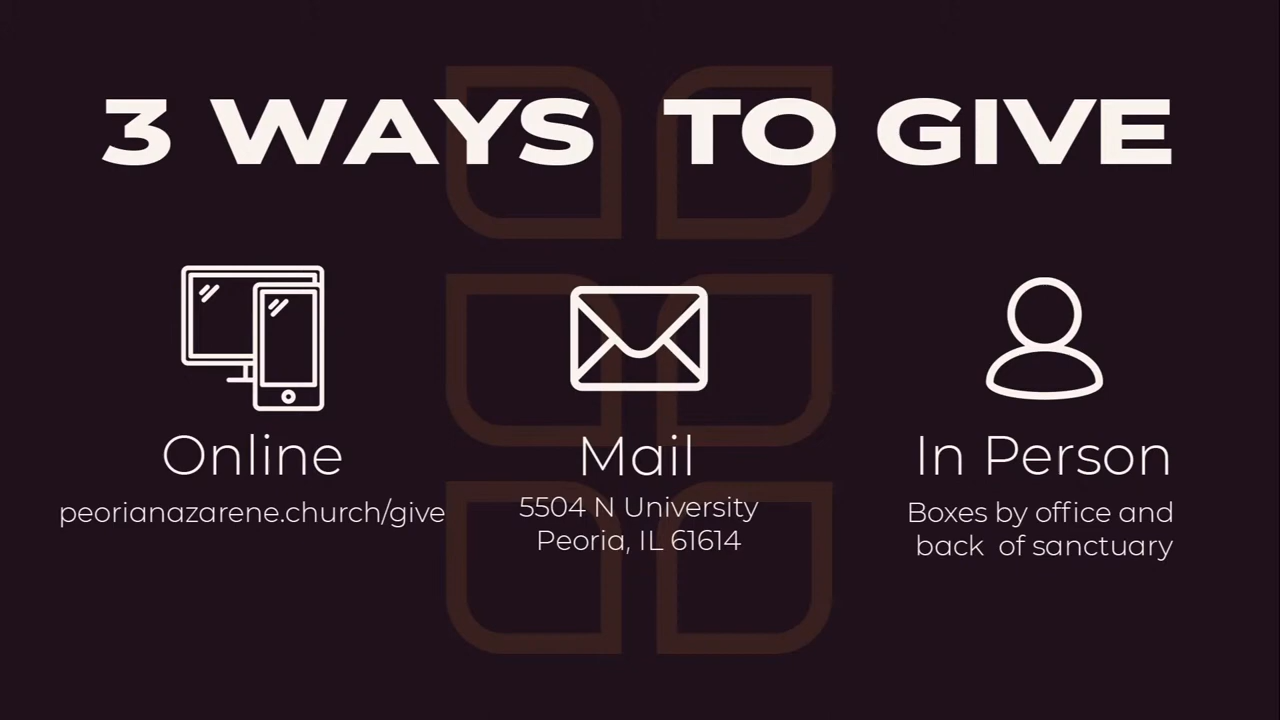 3 WAYS TO GIVE
Online
peorianazarene.church/give
Mail
5504 N University
Peoria, IL 61614
In Person
Boxes by office and
back of sanctuary